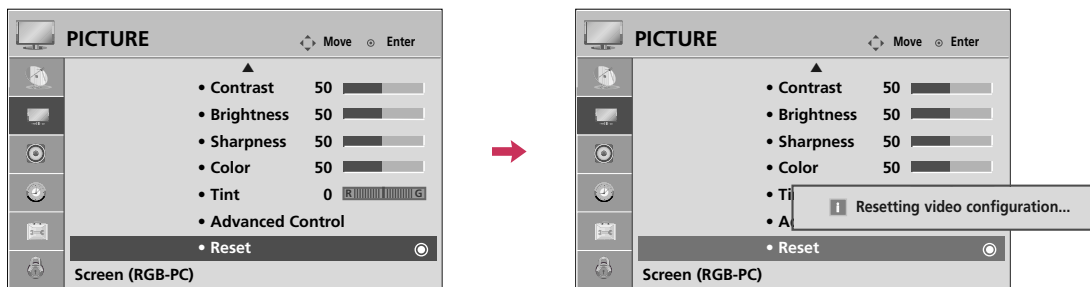 PICTURE
Move Enter
• Contrast 50
• Brightness 50
• Sharpness 50
• Color 50
• Tint 0 R G
• Advanced Control
• Reset
Screen (RGB-PC)
PICTURE
Move Enter
• Contrast 50
• Brightness 50
• Sharpness 50
• Color 50
• Ti
• A
i Resetting video configuration...
• Reset
Screen (RGB-PC)